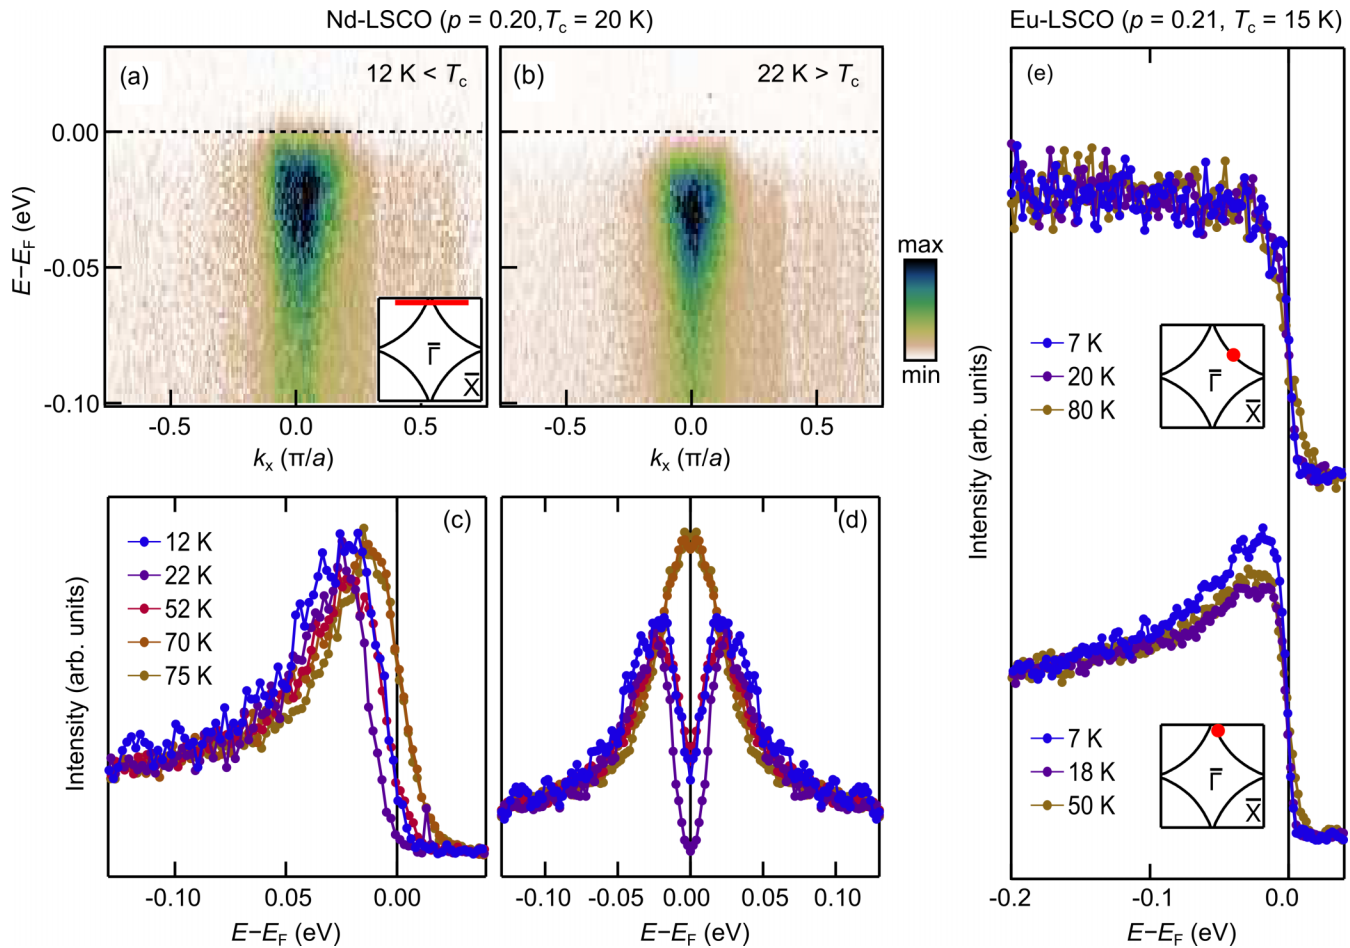 Nd-LSCO (p = 0.20,Tc = 20 K)
Eu-LSCO (p = 0.21, Tc = 15 K)
(a)
12 K < Tc
(b)
22 K > Tc
(e)
0.00
-0.05
-0.10
E−EF (eV)
Γ̅
X̅
max
min
-0.5
0.0
0.5
kx (π/a)
-0.5
0.0
0.5
kx (π/a)
7 K
20 K
80 K
Γ̅
X̅
Intensity (arb. units)
(c)
12 K
22 K
52 K
70 K
75 K
Intensity (arb. units)
-0.10
0.05
0.00
E−EF (eV)
(d)
-0.10
-0.05
0.00
0.05
0.10
E−EF (eV)
7 K
18 K
50 K
Γ̅
X̅
-0.2
-0.1
0.0
E−EF (eV)